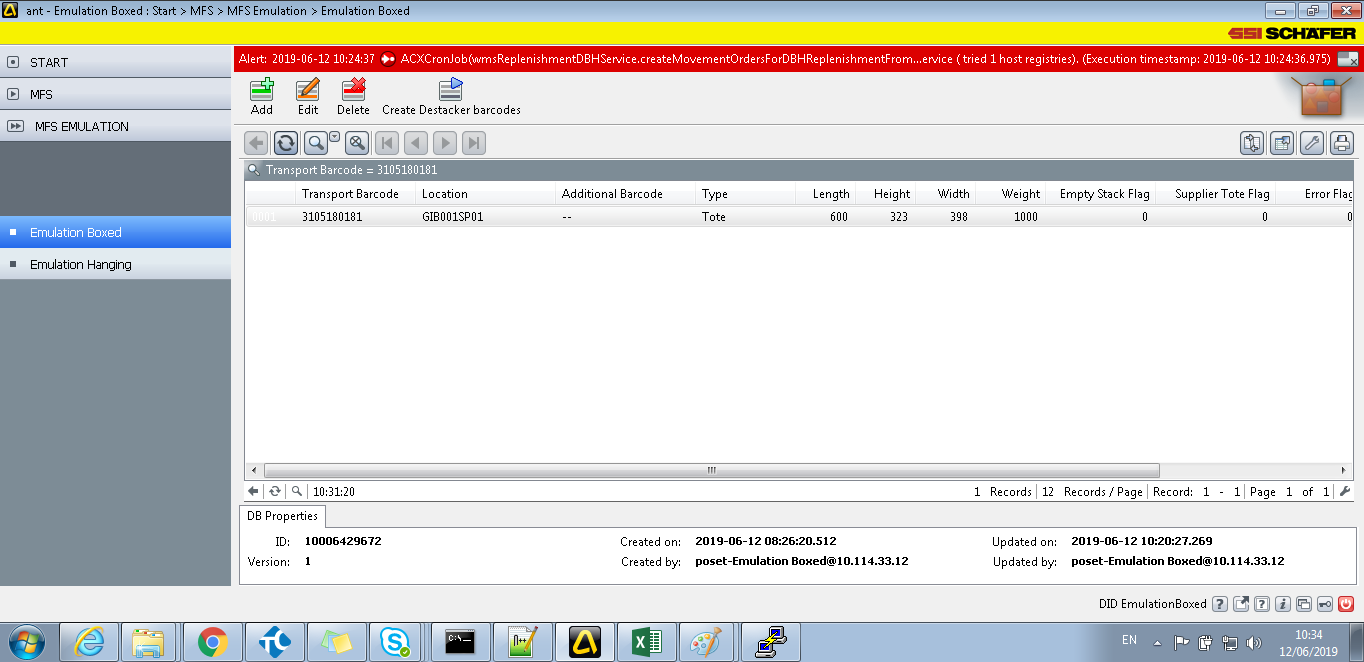 ant - Emulation Boxed : Start > MFS > MFS Emulation > Emulation Boxed
SSI SCHÄFER
START
MFS
MFS EMULATION
Emulation Boxed
Emulation Hanging
Alert: 2019-06-12 10:24:37 ACXCronJob(wmsReplenishmentDBHService.createMovementOrdersForDBHReplenishmentFrom...ervice ( tried 1 host registries). (Execution timestamp: 2019-06-12 10:24:36.975)
Add Edit Delete Create Destacker barcodes
Transport Barcode = 3105180181
Transport Barcode Location Additional Barcode Type Length Height Width Weight Empty Stack Flag Supplier Tote Flag Error Flag
0001 3105180181 GIB001SP01 -- Tote 600 323 398 1000 0 0 0
10:31:20 1 Records 12 Records / Page Record: 1 - 1 Page 1 of 1
DB Properties
ID: 10006429672 Created on: 2019-06-12 08:26:20.512 Updated on: 2019-06-12 10:20:27.269
Version: 1 Created by: poset-Emulation Boxed@10.114.33.12 Updated by: poset-Emulation Boxed@10.114.33.12
DID EmulationBoxed
C:\-.
EN
10:34
12/06/2019